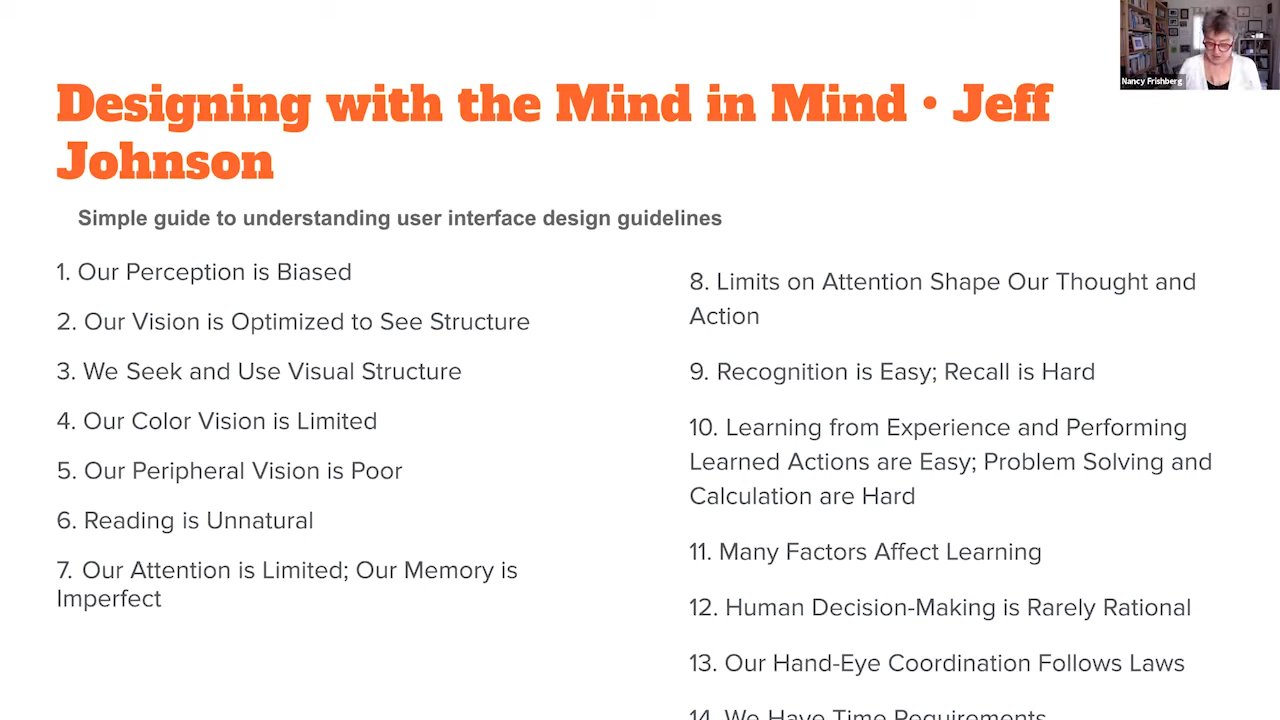 Designing with the Mind in Mind • Jeff
Johnson
Simple guide to understanding user interface design guidelines
1. Our Perception is Biased
2. Our Vision is Optimized to See Structure
3. We Seek and Use Visual Structure
4. Our Color Vision is Limited
5. Our Peripheral Vision is Poor
6. Reading is Unnatural
7. Our Attention is Limited; Our Memory is
Imperfect
8. Limits on Attention Shape Our Thought and
Action
9. Recognition is Easy; Recall is Hard
10. Learning from Experience and Performing
Learned Actions are Easy; Problem Solving and
Calculation are Hard
11. Many Factors Affect Learning
12. Human Decision-Making is Rarely Rational
13. Our Hand-Eye Coordination Follows Laws
14. We Have Time Requirements
Nancy Frishberg